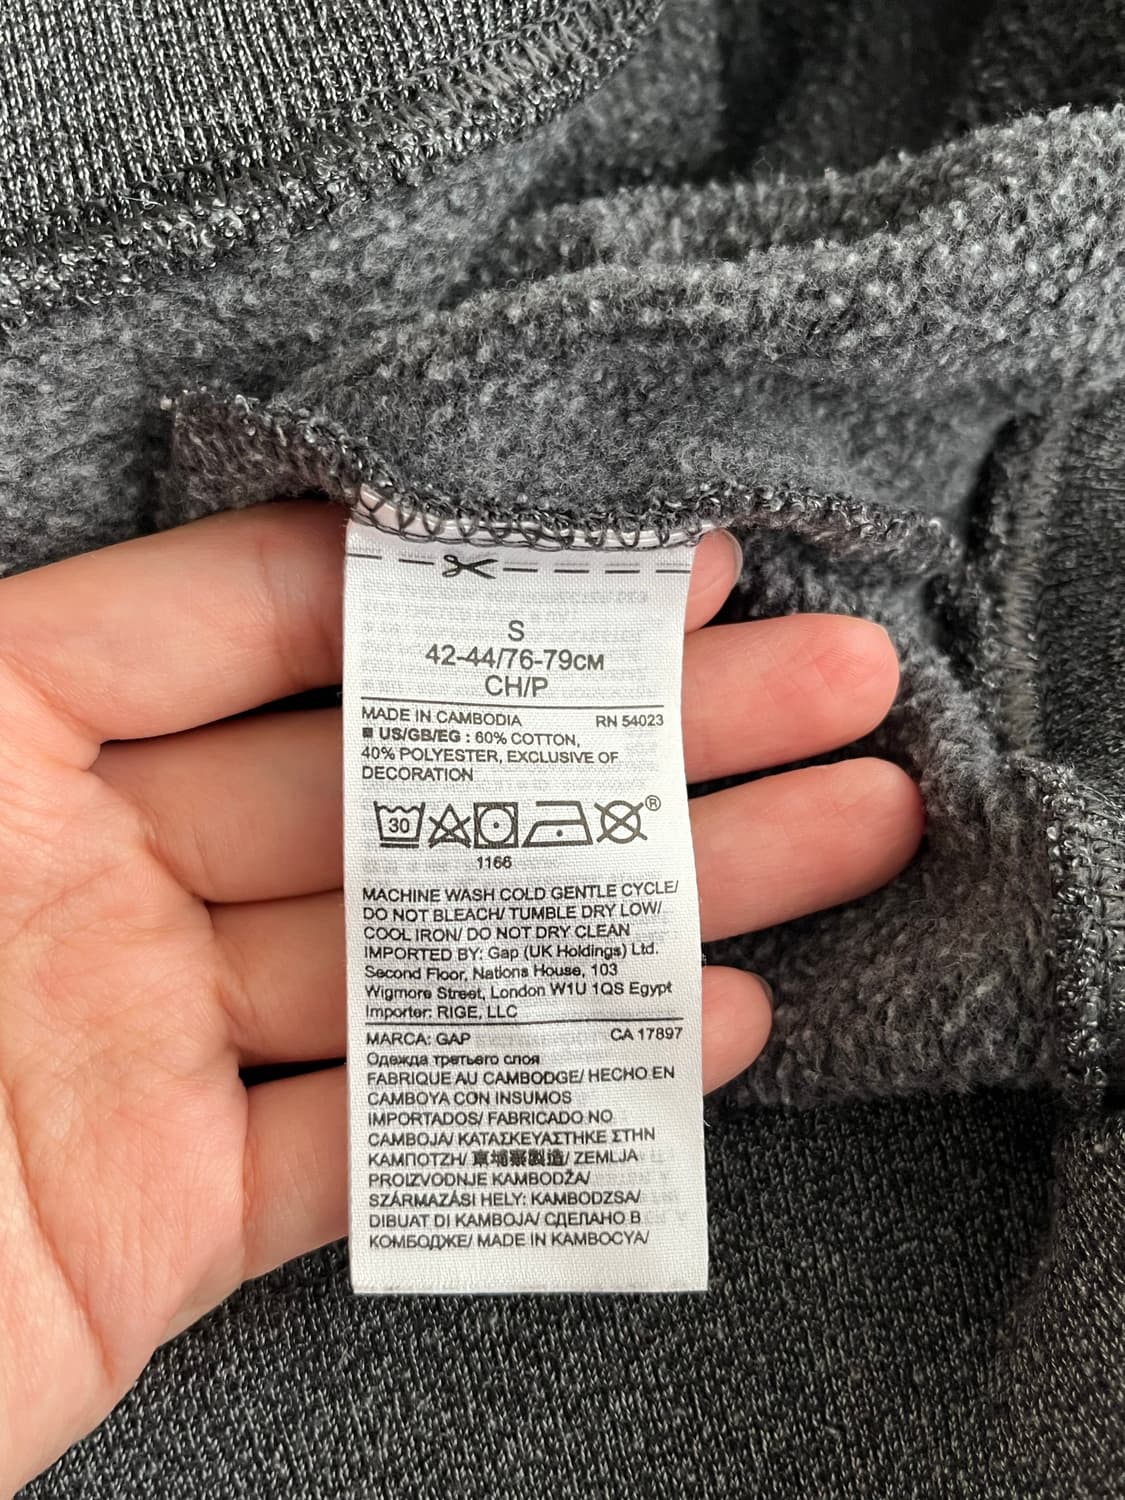 S
42-44/76-79CM
CH/P
MADE IN CAMBODIA RN 54023
US/GB/EG : 60% COTTON,
40% POLYESTER, EXCLUSIVE OF
DECORATION
30
®
1166
MACHINE WASH COLD GENTLE CYCLE/
DO NOT BLEACH/ TUMBLE DRY LOW/
COOL IRON/ DO NOT DRY CLEAN
IMPORTED BY: Gap (UK Holdings) Ltd.
Second Floor, Nations House, 103
Wigmore Street, London W1U 1QS Egypt
Importer: RIGE, LLC
MARCA: GAP CA 17897
Одежда третьего слоя
FABRIQUE AU CAMBODGE/ HECHO EN
CAMBOYA CON INSUMOS
IMPORTADOS/ FABRICADO NO
CAMBOJA/ ΚΑΤΑΣΚΕΥΑΣΤΗΚΕ ΣΤΗΝ
ΚΑΜΠΟΤΖΗ/ 柬埔寨製造/ ZEMLJA
PROIZVODNJE KAMBODŽA/
SZÁRMAZÁSI HELY: KAMBODZSA/
DIBUAT DI KAMBOJA/ СДЕЛАНО В
КОМБОДЖЕ/ MADE IN KAMBOCYA/